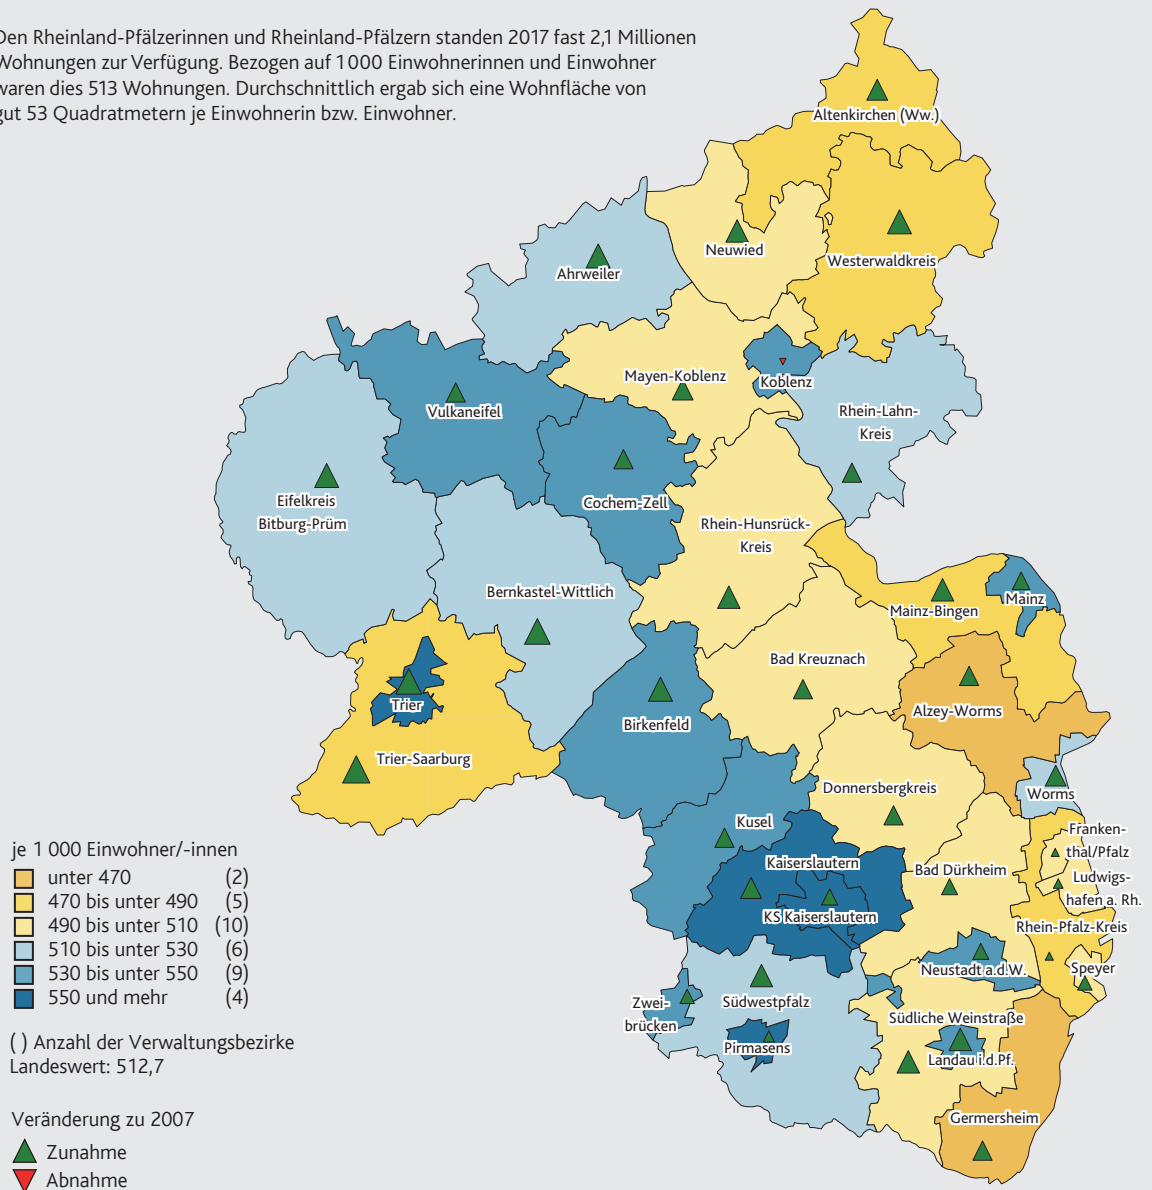 Den Rheinland-Pfälzerinnen und Rheinland-Pfälzern standen 2017 fast 2,1 Millionen
Wohnungen zur Verfügung. Bezogen auf 1 000 Einwohnerinnen und Einwohner
waren dies 513 Wohnungen. Durchschnittlich ergab sich eine Wohnfläche von
gut 53 Quadratmetern je Einwohnerin bzw. Einwohner.
Altenkirchen (Ww.)
Neuwied
Westerwaldkreis
Ahrweiler
Mayen-Koblenz
Koblenz
Vulkaneifel
Rhein-Lahn-
Kreis
Eifelkreis
Bitburg-Prüm
Cochem-Zell
Rhein-Hunsrück-
Kreis
Bernkastel-Wittlich
Mainz-Bingen
Mainz
Bad Kreuznach
Trier
Birkenfeld
Alzey-Worms
Trier-Saarburg
Donnersbergkreis
Worms
Kusel
Franken-
thal/Pfalz
Kaiserslautern
Bad Dürkheim
Ludwigs-
hafen a. Rh.
KS Kaiserslautern
Rhein-Pfalz-Kreis
Neustadt a.d.W.
Speyer
Zwei-
brücken
Südwestpfalz
Südliche Weinstraße
Pirmasens
Landau i.d.Pf.
Germersheim
je 1 000 Einwohner/-innen
unter 470 (2)
470 bis unter 490 (5)
490 bis unter 510 (10)
510 bis unter 530 (6)
530 bis unter 550 (9)
550 und mehr (4)
( ) Anzahl der Verwaltungsbezirke
Landeswert: 512,7
Veränderung zu 2007
Zunahme
Abnahme